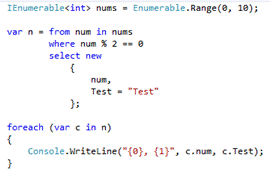 IEnumerable<int> nums = Enumerable.Range(0, 10);
var n = from num in nums
where num % 2 == 0
select new
{
num,
Test = "Test"
};
foreach (var c in n)
{
Console.WriteLine("{0}, {1}", c.num, c.Test);
}